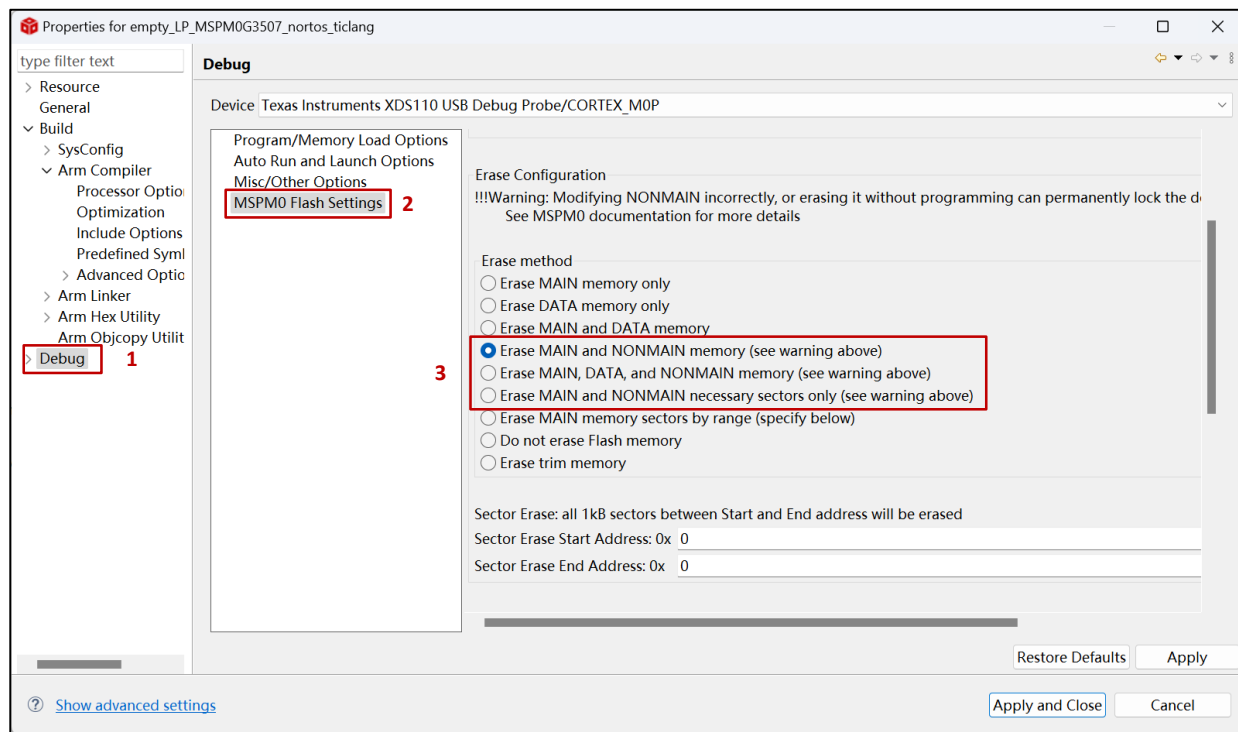 Properties for empty_LP_MSPM0G3507_nortos_ticlang
type filter text
Resource
General
Build
SysConfig
Arm Compiler
Processor Optio
Optimization
Include Options
Predefined Syml
Advanced Optio
Arm Linker
Arm Hex Utility
Arm Objcopy Utilit
Debug
1
Debug
Device Texas Instruments XDS110 USB Debug Probe/CORTEX_M0P
Program/Memory Load Options
Auto Run and Launch Options
Misc/Other Options
MSPM0 Flash Settings
2
Erase Configuration
!!!Warning: Modifying NONMAIN incorrectly, or erasing it without programming can permanently lock the d
See MSPM0 documentation for more details
Erase method
Erase MAIN memory only
Erase DATA memory only
Erase MAIN and DATA memory
3
Erase MAIN and NONMAIN memory (see warning above)
Erase MAIN, DATA, and NONMAIN memory (see warning above)
Erase MAIN and NONMAIN necessary sectors only (see warning above)
Erase MAIN memory sectors by range (specify below)
Do not erase Flash memory
Erase trim memory
Sector Erase: all 1kB sectors between Start and End address will be erased
Sector Erase Start Address: 0x 0
Sector Erase End Address: 0x 0
Restore Defaults Apply
? Show advanced settings
Apply and Close Cancel